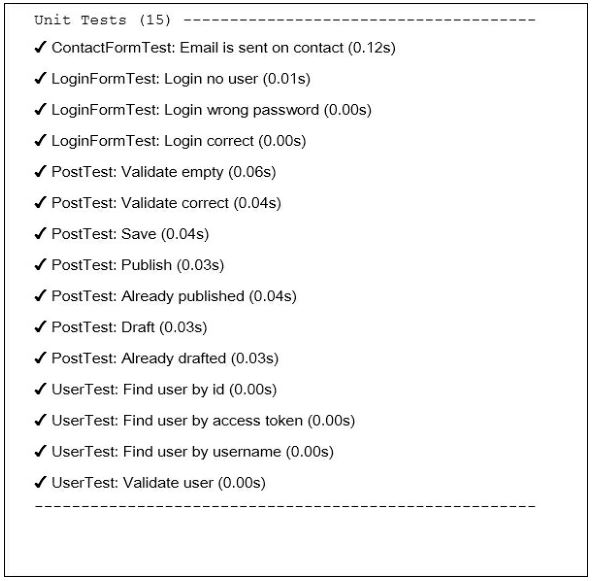 Unit Tests (15) --------------------------------------
✔ ContactFormTest: Email is sent on contact (0.12s)
✔ LoginFormTest: Login no user (0.01s)
✔ LoginFormTest: Login wrong password (0.00s)
✔ LoginFormTest: Login correct (0.00s)
✔ PostTest: Validate empty (0.06s)
✔ PostTest: Validate correct (0.04s)
✔ PostTest: Save (0.04s)
✔ PostTest: Publish (0.03s)
✔ PostTest: Already published (0.04s)
✔ PostTest: Draft (0.03s)
✔ PostTest: Already drafted (0.03s)
✔ UserTest: Find user by id (0.00s)
✔ UserTest: Find user by access token (0.00s)
✔ UserTest: Find user by username (0.00s)
✔ UserTest: Validate user (0.00s)
------------------------------------------------------